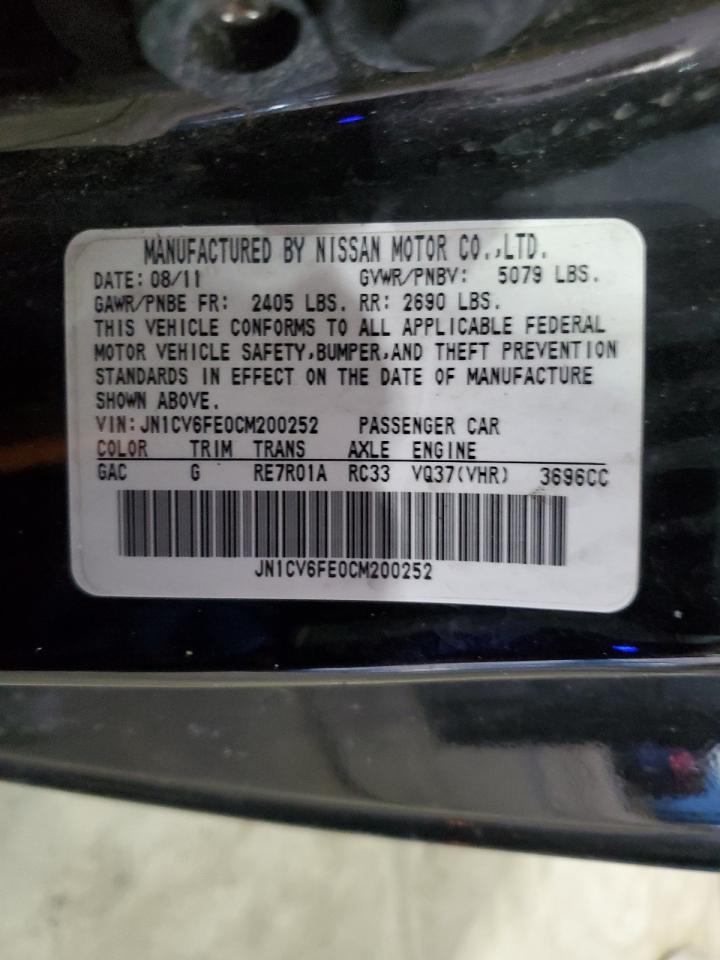 MANUFACTURED BY NISSAN MOTOR CO.,LTD.
DATE: 08/11 GVWR/PNBV: 5079 LBS.
GAWR/PNBE FR: 2405 LBS. RR: 2690 LBS.
THIS VEHICLE CONFORMS TO ALL APPLICABLE FEDERAL
MOTOR VEHICLE SAFETY,BUMPER,AND THEFT PREVENTION
STANDARDS IN EFFECT ON THE DATE OF MANUFACTURE
SHOWN ABOVE.
VIN:JN1CV6FE0CM200252 PASSENGER CAR
COLOR TRIM TRANS AXLE ENGINE
GAC G RE7R01A RC33 VQ37(VHR) 3696CC
JN1CV6FE0CM200252